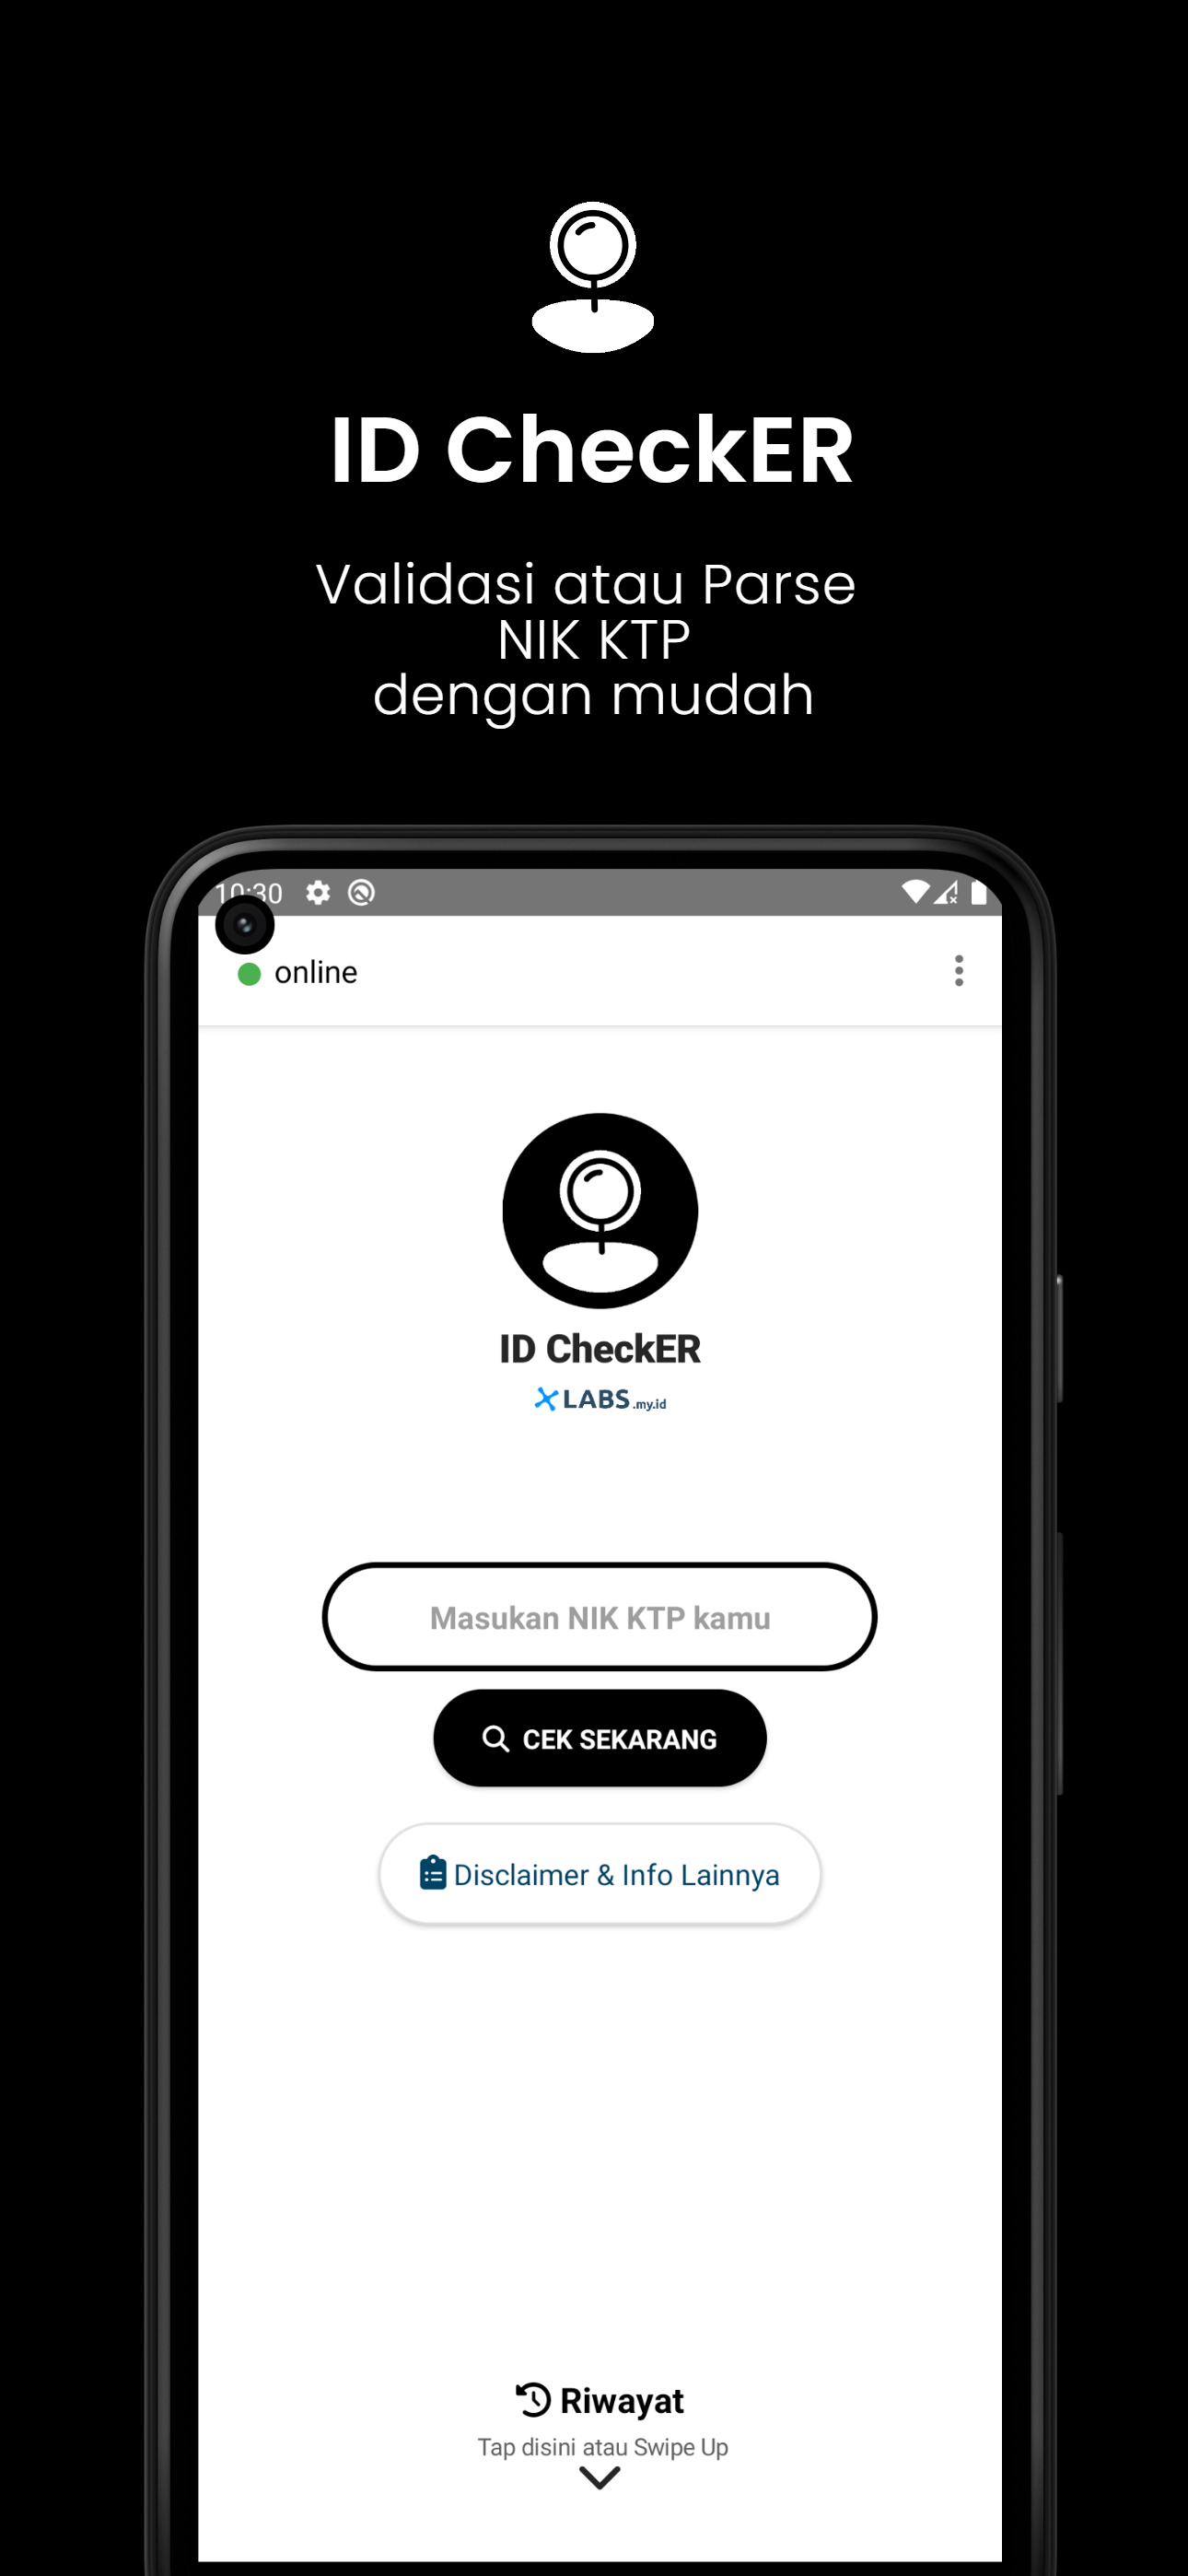 ID CheckER
Validasi atau Parse
NIK KTP
dengan mudah
10:30
online
ID CheckER
LABS.my.id
Masukan NIK KTP kamu
CEK SEKARANG
Disclaimer & Info Lainnya
Riwayat
Tap disini atau Swipe Up